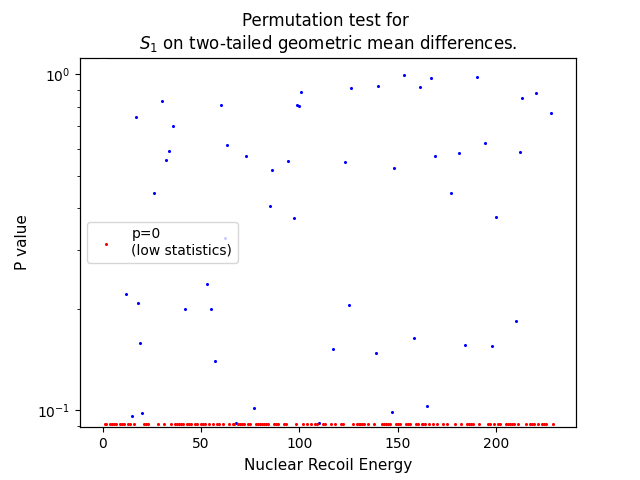 Permutation test for
S₁ on two-tailed geometric mean differences.
10⁰
P value
p=0
(low statistics)
10⁻¹
0 50 100 150 200
Nuclear Recoil Energy